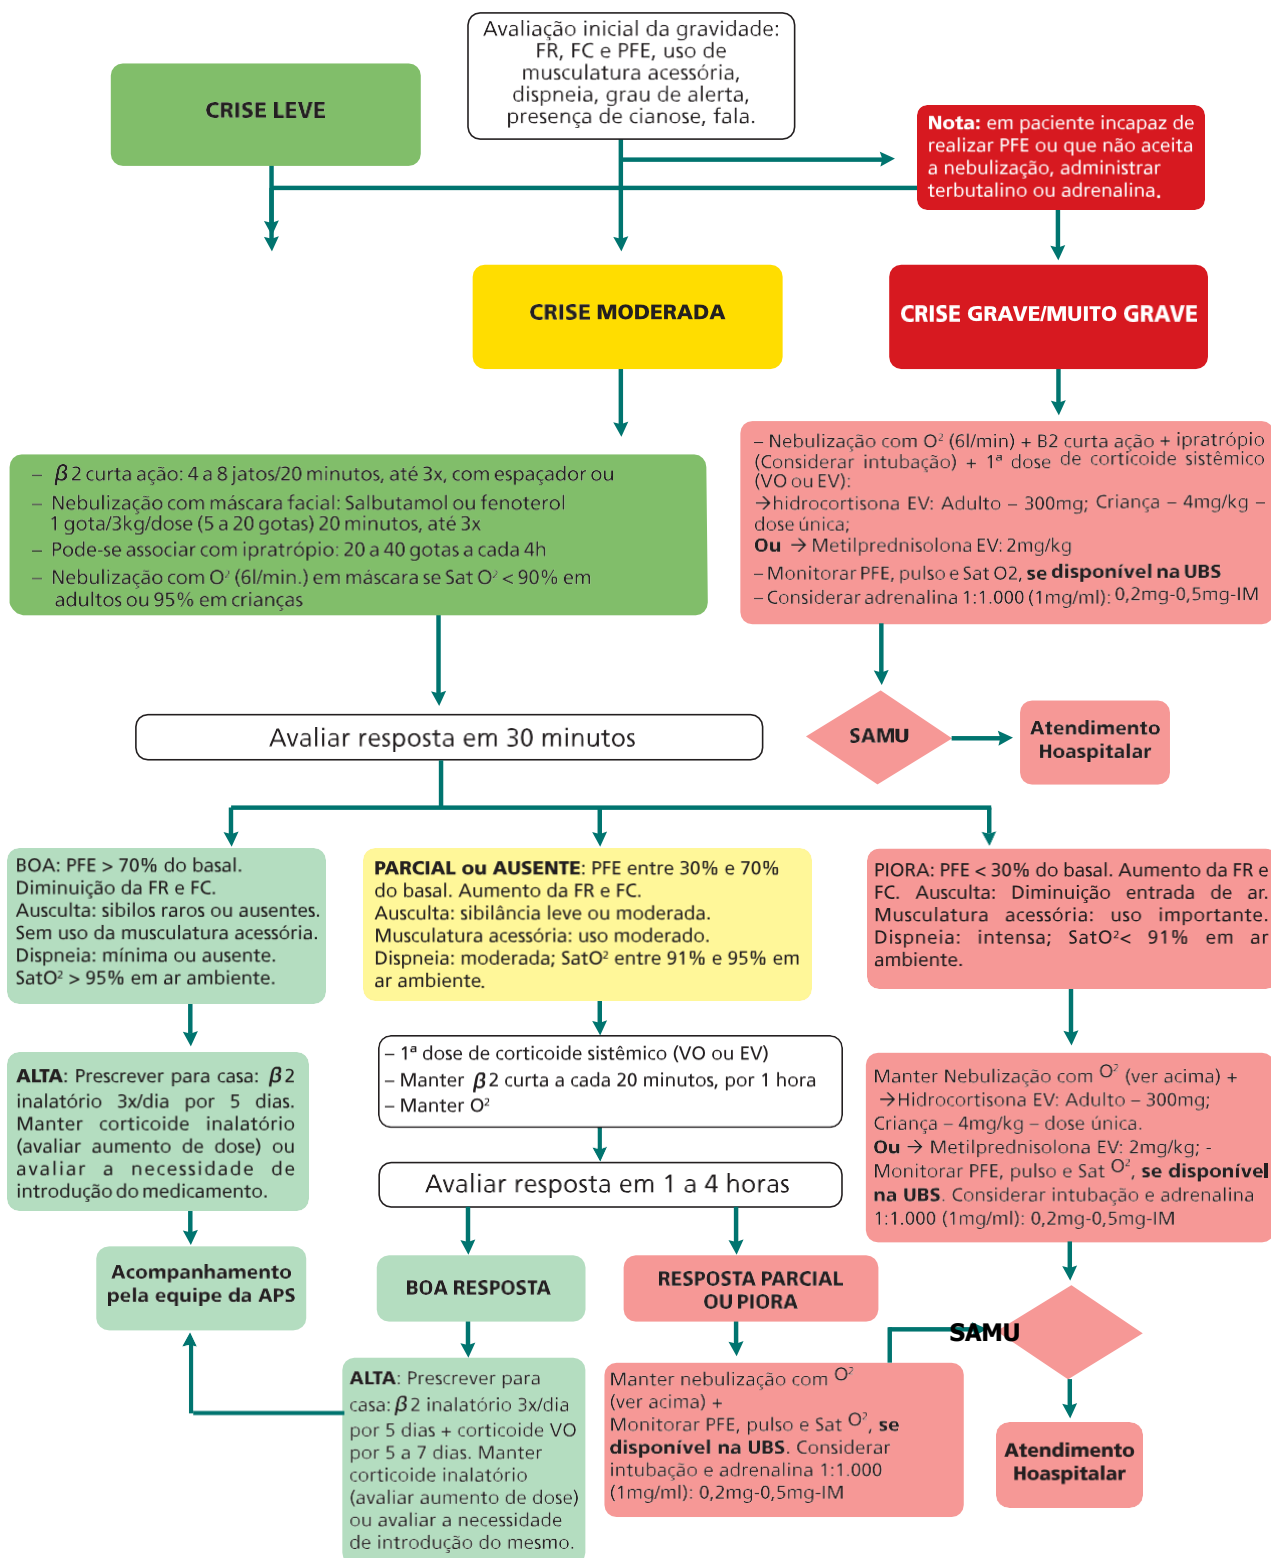 Avaliação inicial da gravidade:
FR, FC e PFE, uso de
musculatura acessória,
dispneia, grau de alerta,
presença de cianose, fala.
CRISE LEVE
Nota: em paciente incapaz de
realizar PFE ou que não aceita
a nebulização, administrar
terbutalino ou adrenalina.
CRISE MODERADA
CRISE GRAVE/MUITO GRAVE
– β2 curta ação: 4 a 8 jatos/20 minutos, até 3x, com espaçador ou
– Nebulização com máscara facial: Salbutamol ou fenoterol
1 gota/3kg/dose (5 a 20 gotas) 20 minutos, até 3x
– Pode-se associar com ipratrópio: 20 a 40 gotas a cada 4h
– Nebulização com O² (6l/min.) em máscara se Sat O² < 90% em
adultos ou 95% em crianças
– Nebulização com O² (6l/min) + B2 curta ação + ipratrópio
(Considerar intubação) + 1ª dose de corticoide sistêmico
(VO ou EV):
→hidrocortisona EV: Adulto – 300mg; Criança – 4mg/kg –
dose única;
Ou → Metilprednisolona EV: 2mg/kg
– Monitorar PFE, pulso e Sat O2, se disponível na UBS
– Considerar adrenalina 1:1.000 (1mg/ml): 0,2mg-0,5mg-IM
Avaliar resposta em 30 minutos
SAMU
Atendimento
Hoaspitalar
BOA: PFE > 70% do basal.
Diminuição da FR e FC.
Ausculta: sibilos raros ou ausentes.
Sem uso da musculatura acessória.
Dispneia: mínima ou ausente.
SatO² > 95% em ar ambiente.
PARCIAL ou AUSENTE: PFE entre 30% e 70%
do basal. Aumento da FR e FC.
Ausculta: sibilância leve ou moderada.
Musculatura acessória: uso moderado.
Dispneia: moderada; SatO² entre 91% e 95% em
ar ambiente.
PIORA: PFE < 30% do basal. Aumento da FR e
FC. Ausculta: Diminuição entrada de ar.
Musculatura acessória: uso importante.
Dispneia: intensa; SatO²< 91% em ar
ambiente.
ALTA: Prescrever para casa: β2
inalatório 3x/dia por 5 dias.
Manter corticoide inalatório
(avaliar aumento de dose) ou
avaliar a necessidade de
introdução do medicamento.
– 1ª dose de corticoide sistêmico (VO ou EV)
– Manter β2 curta a cada 20 minutos, por 1 hora
– Manter O²
Manter Nebulização com O² (ver acima) +
→Hidrocortisona EV: Adulto – 300mg;
Criança – 4mg/kg – dose única.
Ou → Metilprednisolona EV: 2mg/kg; -
Monitorar PFE, pulso e Sat O², se disponível
na UBS. Considerar intubação e adrenalina
1:1.000 (1mg/ml): 0,2mg-0,5mg-IM
Avaliar resposta em 1 a 4 horas
Acompanhamento
pela equipe da APS
BOA RESPOSTA
RESPOSTA PARCIAL
OU PIORA
SAMU
ALTA: Prescrever para
casa: β2 inalatório 3x/dia
por 5 dias + corticoide VO
por 5 a 7 dias. Manter
corticoide inalatório
(avaliar aumento de dose)
ou avaliar a necessidade
de introdução do mesmo.
Manter nebulização com O²
(ver acima) +
Monitorar PFE, pulso e Sat O², se
disponível na UBS. Considerar
intubação e adrenalina 1:1.000
(1mg/ml): 0,2mg-0,5mg-IM
Atendimento
Hoaspitalar